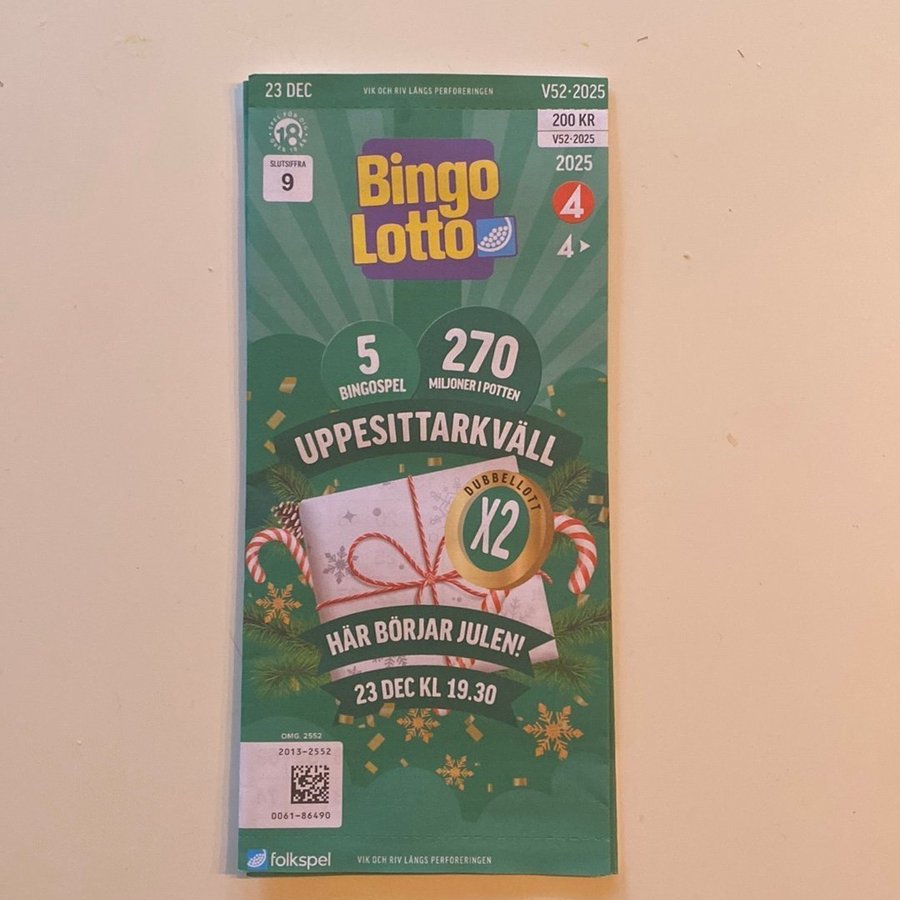 23 DEC VIK OCH RIV LÄNGS PERFORERINGEN V52·2025
200 KR
V52·2025
18
SLUTSIFFRA
9
2025
4
4
Bingo
Lotto
5
BINGOSPEL
270
MILJONER I POTTEN
UPPESITTARKVÄLL
DUBBELLOTT
X2
HÄR BÖRJAR JULEN!
23 DEC KL 19.30
OMG. 2552
2013-2552
0061-86490
folkspel VIK OCH RIV LÄNGS PERFORERINGEN